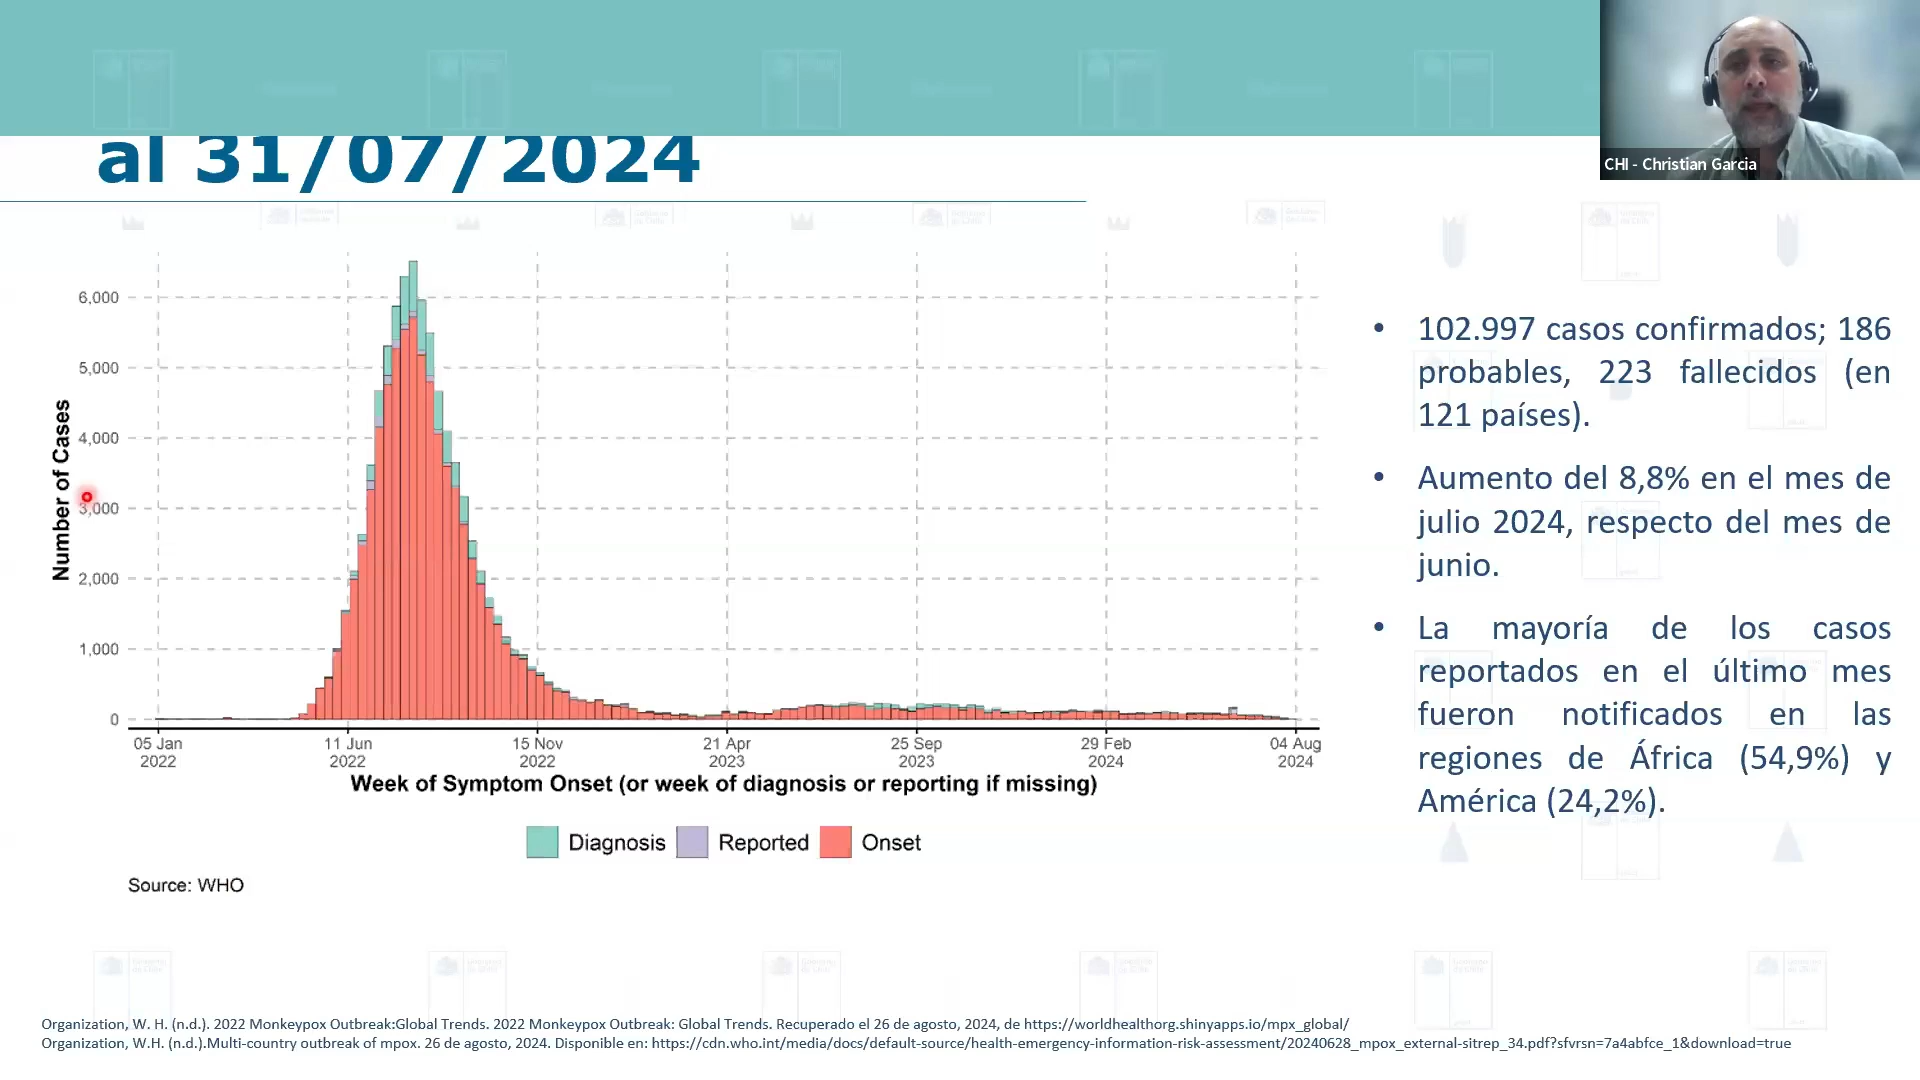 CHI - Christian Garcia
al 31/07/2024
Number of Cases
6,000
5,000
4,000
3,000
2,000
1,000
0
05 Jan 2022
11 Jun 2022
15 Nov 2022
21 Apr 2023
25 Sep 2023
29 Feb 2024
04 Aug 2024
Week of Symptom Onset (or week of diagnosis or reporting if missing)
Diagnosis Reported Onset
Source: WHO
• 102.997 casos confirmados; 186
probables, 223 fallecidos (en
121 países).
• Aumento del 8,8% en el mes de
julio 2024, respecto del mes de
junio.
• La mayoría de los casos
reportados en el último mes
fueron notificados en las
regiones de África (54,9%) y
América (24,2%).
Organization, W. H. (n.d.). 2022 Monkeypox Outbreak:Global Trends. 2022 Monkeypox Outbreak: Global Trends. Recuperado el 26 de agosto, 2024, de https://worldhealthorg.shinyapps.io/mpx_global/
Organization, W.H. (n.d.).Multi-country outbreak of mpox. 26 de agosto, 2024. Disponible en: https://cdn.who.int/media/docs/default-source/health-emergency-information-risk-assessment/20240628_mpox_external-sitrep_34.pdf?sfvrsn=7a4abfce_1&download=true